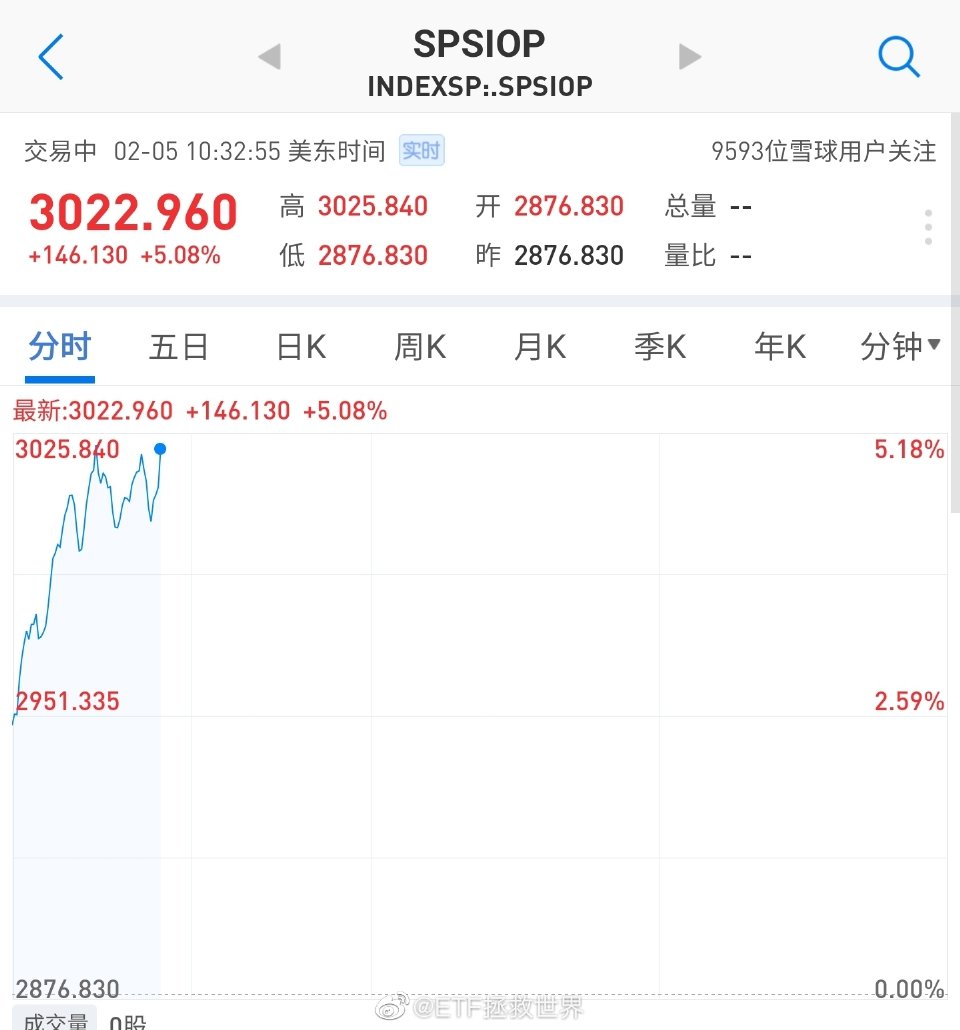 SPSIOP
INDEXSP:.SPSIOP
交易中 02-05 10:32:55 美东时间 实时 9593位雪球用户关注
3022.960 高 3025.840 开 2876.830 总量 --
+146.130 +5.08% 低 2876.830 昨 2876.830 量比 --
分时 五日 日K 周K 月K 季K 年K 分钟
最新:3022.960 +146.130 +5.08%
3025.840 5.18%
2951.335 2.59%
2876.830 0.00%
@ETF拯救世界
成交量 0股